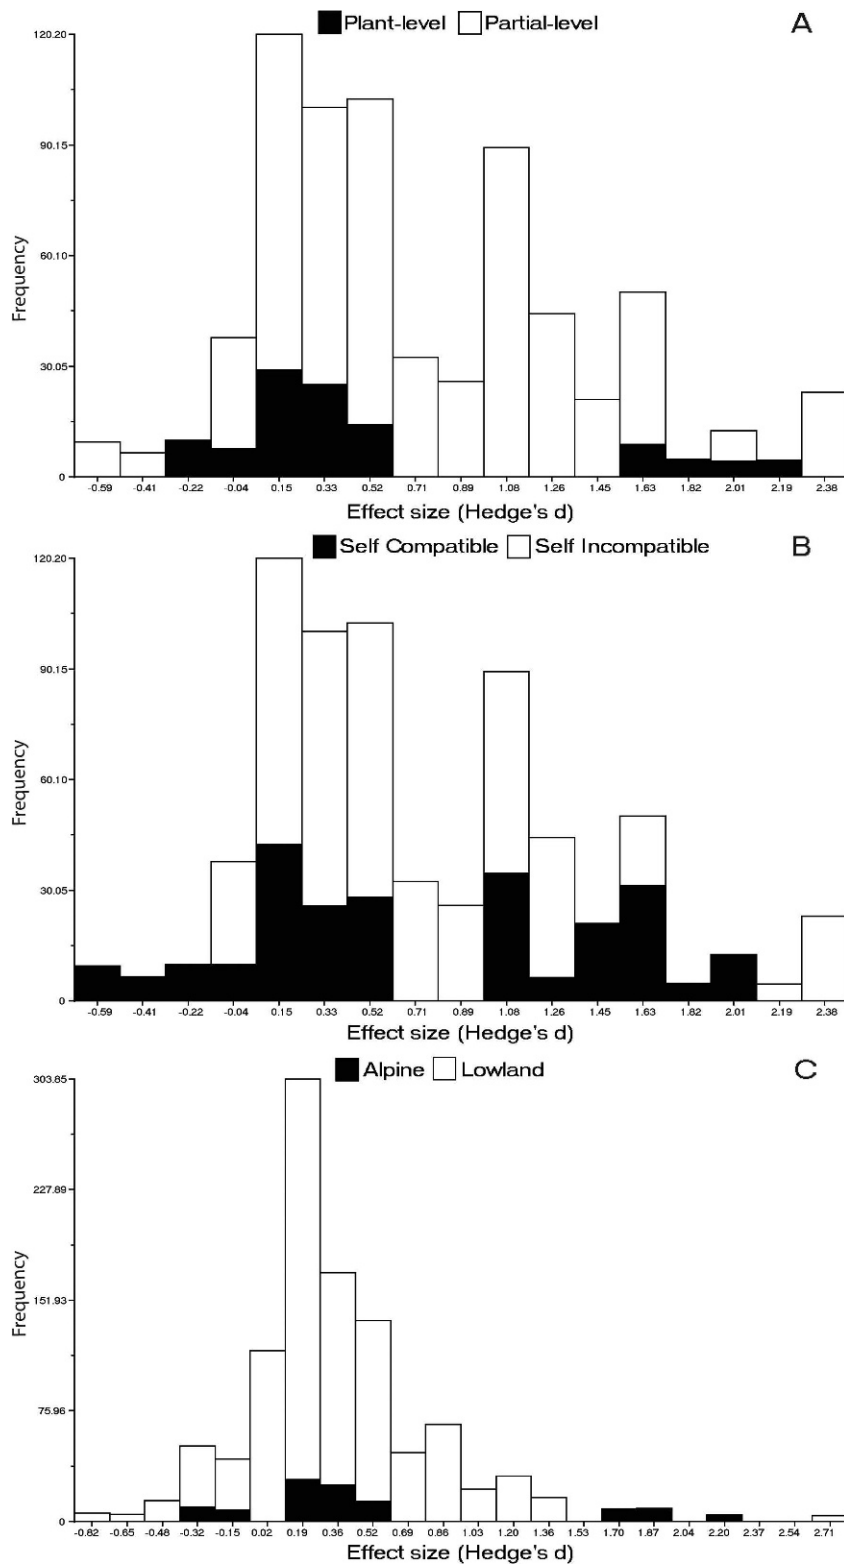 Plant-level Partial-level A
120.20
90.15
60.10
30.05
0
Frequency
-0.59 -0.41 -0.22 -0.04 0.15 0.33 0.52 0.71 0.89 1.08 1.26 1.45 1.63 1.82 2.01 2.19 2.38
Effect size (Hedge's d)
Self Compatible Self Incompatible B
120.20
90.15
60.10
30.05
0
Frequency
-0.59 -0.41 -0.22 -0.04 0.15 0.33 0.52 0.71 0.89 1.08 1.26 1.45 1.63 1.82 2.01 2.19 2.38
Effect size (Hedge's d)
Alpine Lowland C
303.85
227.89
151.93
75.96
0
Frequency
-0.82 -0.65 -0.48 -0.32 -0.15 0.02 0.19 0.36 0.52 0.69 0.86 1.03 1.20 1.36 1.53 1.70 1.87 2.04 2.20 2.37 2.54 2.71
Effect size (Hedge's d)